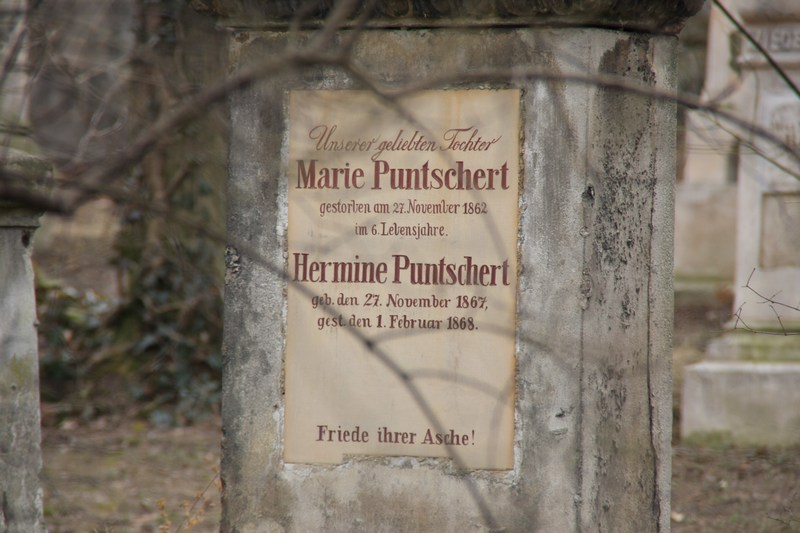 Unserer geliebten Tochter
Marie Puntschert
gestorben am 27. November 1862
im 6. Lebensjahre.
Hermine Puntschert
geb. den 27. November 1867,
gest. den 1. Februar 1868.
Friede ihrer Asche!